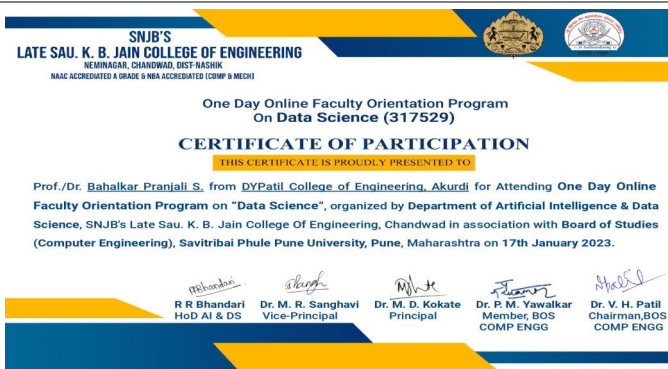 SNJB'S
LATE SAU. K. B. JAIN COLLEGE OF ENGINEERING
NEMINAGAR, CHANDWAD, DIST-NASHIK
NAAC ACCREDIATED A GRADE & NBA ACCREDIATED (COMP & MECH)
One Day Online Faculty Orientation Program
On Data Science (317529)
CERTIFICATE OF PARTICIPATION
THIS CERTIFICATE IS PROUDLY PRESENTED TO
Prof./Dr. Bahalkar Pranjali S. from DYPatil College of Engineering, Akurdi for Attending One Day Online
Faculty Orientation Program on “Data Science”, organized by Department of Artificial Intelligence & Data
Science, SNJB's Late Sau. K. B. Jain College Of Engineering, Chandwad in association with Board of Studies
(Computer Engineering), Savitribai Phule Pune University, Pune, Maharashtra on 17th January 2023.
R R Bhandari Dr. M. R. Sanghavi Dr. M. D. Kokate Dr. P. M. Yawalkar Dr. V. H. Patil
HoD AI & DS Vice-Principal Principal Member, BOS Chairman,BOS
COMP ENGG COMP ENGG